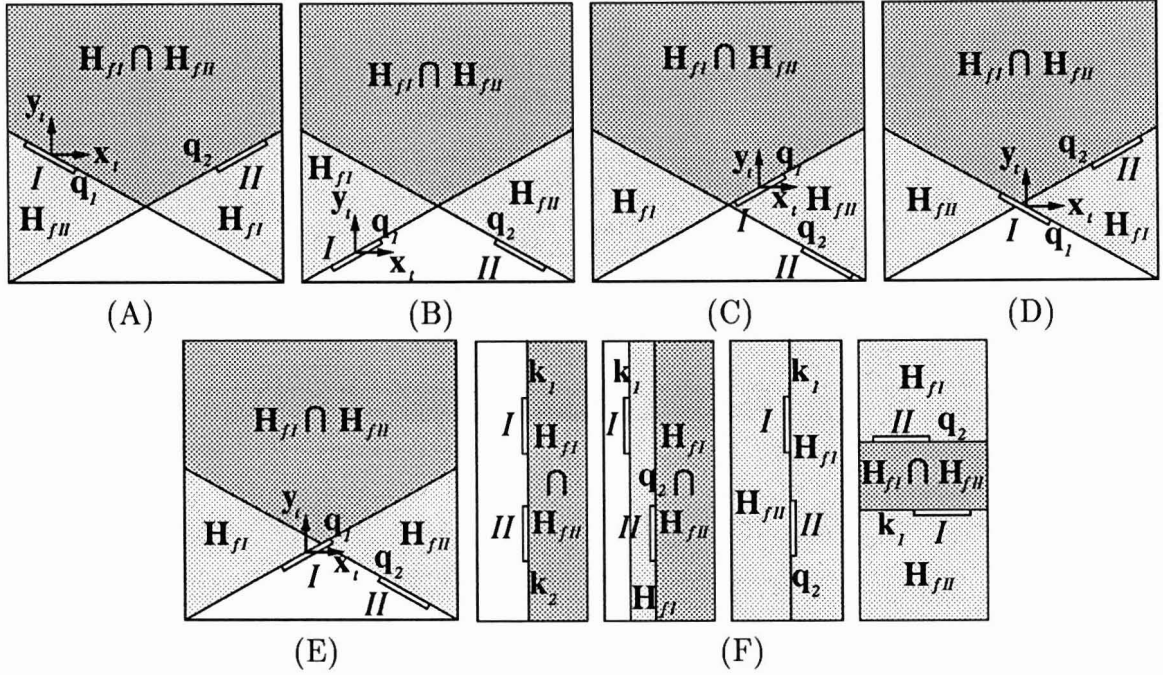 H_fI ∩ H_fII
y_t
x_t
q_2
I
q_1
II
H_fII
H_fI
(A)
H_fI ∩ H_fII
H_fI
y_t
q_1
q_2
H_fII
I
x_t
II
(B)
H_fI ∩ H_fII
y_t
q_1
H_fI
x_t
H_fII
I
q_2
II
(C)
H_fI ∩ H_fII
y_t
q_2
II
H_fII
x_t
H_fI
I
q_1
(D)
H_fI ∩ H_fII
y_t
H_fI
q_1
H_fII
I
x_t
q_2
II
(E)
k_1
I
H_fI
∩
II
H_fII
k_2
k_1
I
H_fI
q_2 ∩
II
H_fII
H_fI
k_1
I
H_fI
H_fII
II
q_2
H_fI
II
q_2
H_fI ∩ H_fII
k_1
I
H_fII
(F)